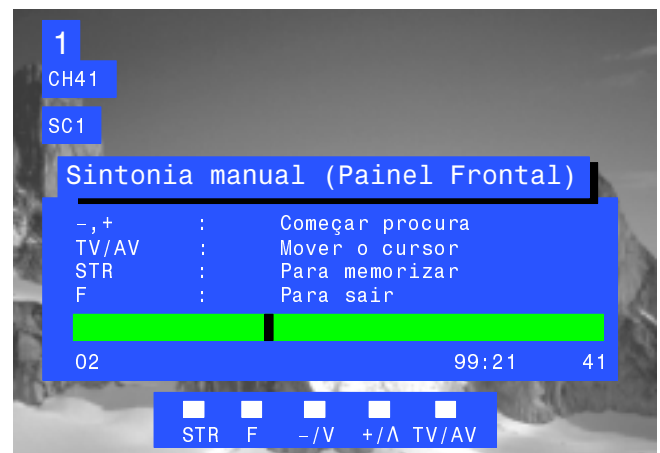 1
CH41
SC1
Sintonia manual (Painel Frontal)
-,+ : Começar procura
TV/AV : Mover o cursor
STR : Para memorizar
F : Para sair
02 99:21 41
STR F -/V +/Λ TV/AV